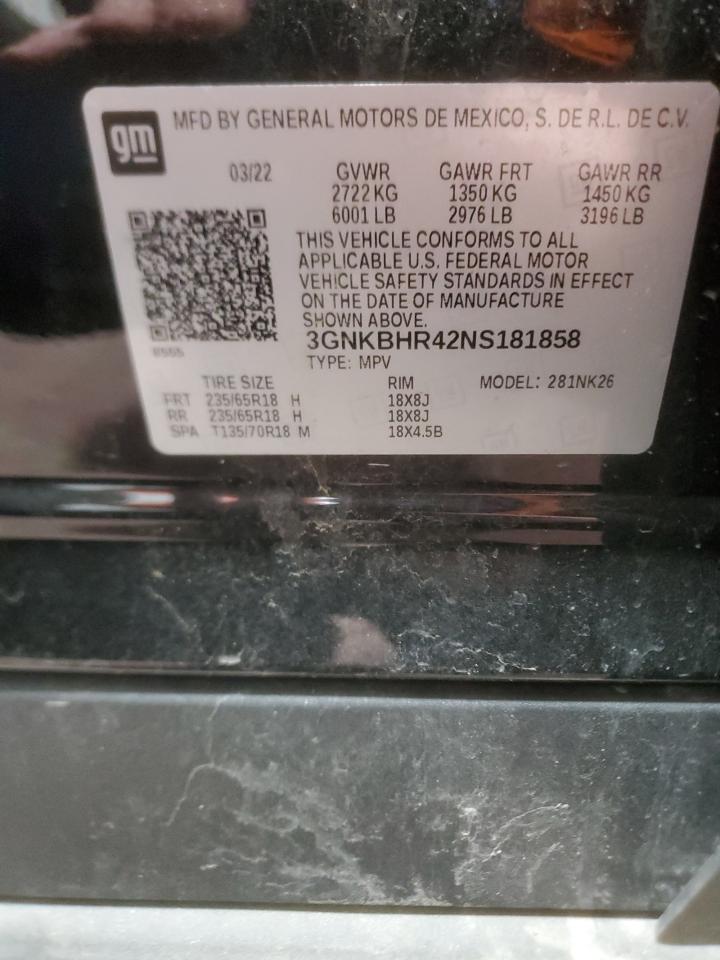 gm
MFD BY GENERAL MOTORS DE MEXICO, S. DE R.L. DE C.V.
03/22 GVWR GAWR FRT GAWR RR
2722 KG 1350 KG 1450 KG
6001 LB 2976 LB 3196 LB
THIS VEHICLE CONFORMS TO ALL
APPLICABLE U.S. FEDERAL MOTOR
VEHICLE SAFETY STANDARDS IN EFFECT
ON THE DATE OF MANUFACTURE
SHOWN ABOVE.
3GNKBHR42NS181858
TYPE: MPV
TIRE SIZE RIM MODEL: 281NK26
FRT 235/65R18 H 18X8J
RR 235/65R18 H 18X8J
SPA T135/70R18 M 18X4.5B